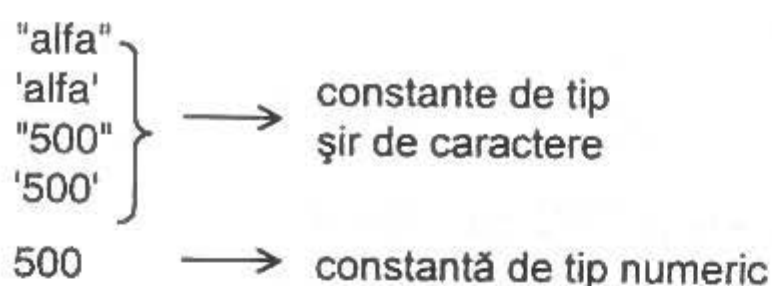 "alfa"
'alfa'
"500"
'500'
constante de tip
şir de caractere
500 constantă de tip numeric